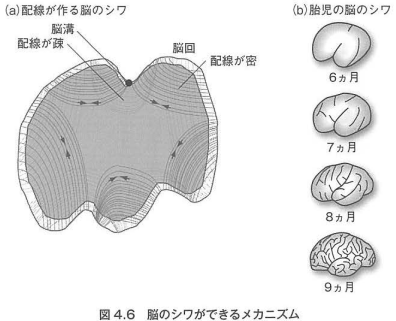 (a)配線が作る脳のシワ
脳溝
配線が疎
脳回
配線が密
(b)胎児の脳のシワ
6ヵ月
7ヵ月
8ヵ月
9ヵ月
図4.6 脳のシワができるメカニズム